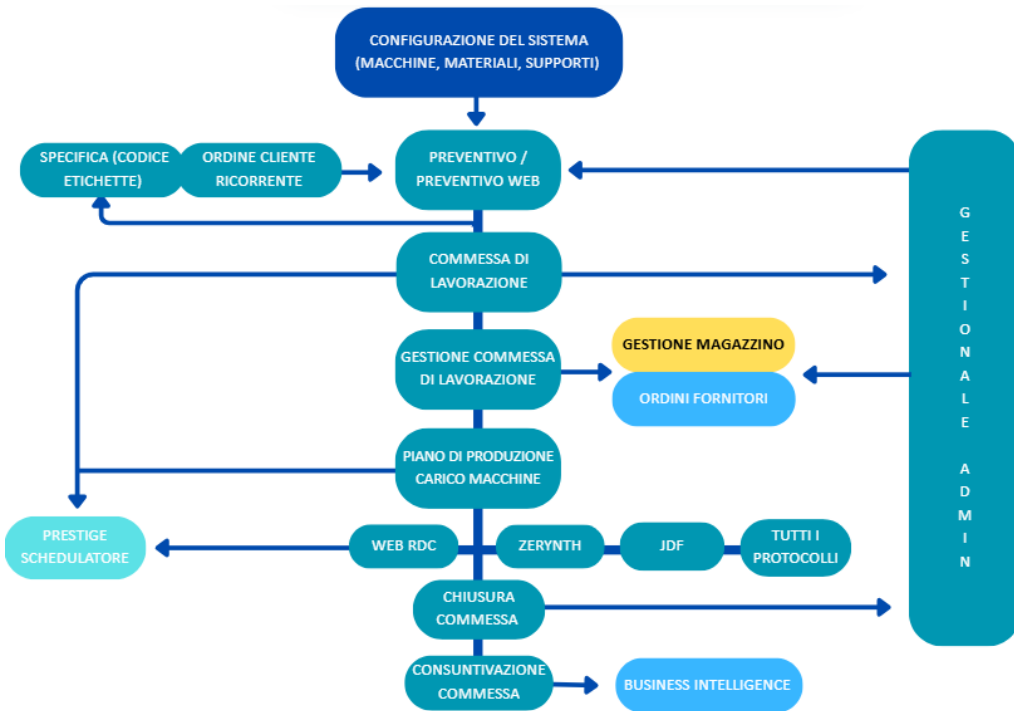 CONFIGURAZIONE DEL SISTEMA
(MACCHINE, MATERIALI, SUPPORTI)
SPECIFICA (CODICE
ETICHETTE)
ORDINE CLIENTE
RICORRENTE
PREVENTIVO /
PREVENTIVO WEB
COMMESSA DI
LAVORAZIONE
GESTIONE COMMESSA
DI LAVORAZIONE
GESTIONE MAGAZZINO
ORDINI FORNITORI
PIANO DI PRODUZIONE
CARICO MACCHINE
PRESTIGE
SCHEDULATORE
WEB RDC
ZERYNTH
JDF
TUTTI I
PROTOCOLLI
CHIUSURA
COMMESSA
CONSUNTIVAZIONE
COMMESSA
BUSINESS INTELLIGENCE
GESTIONALE ADMIN